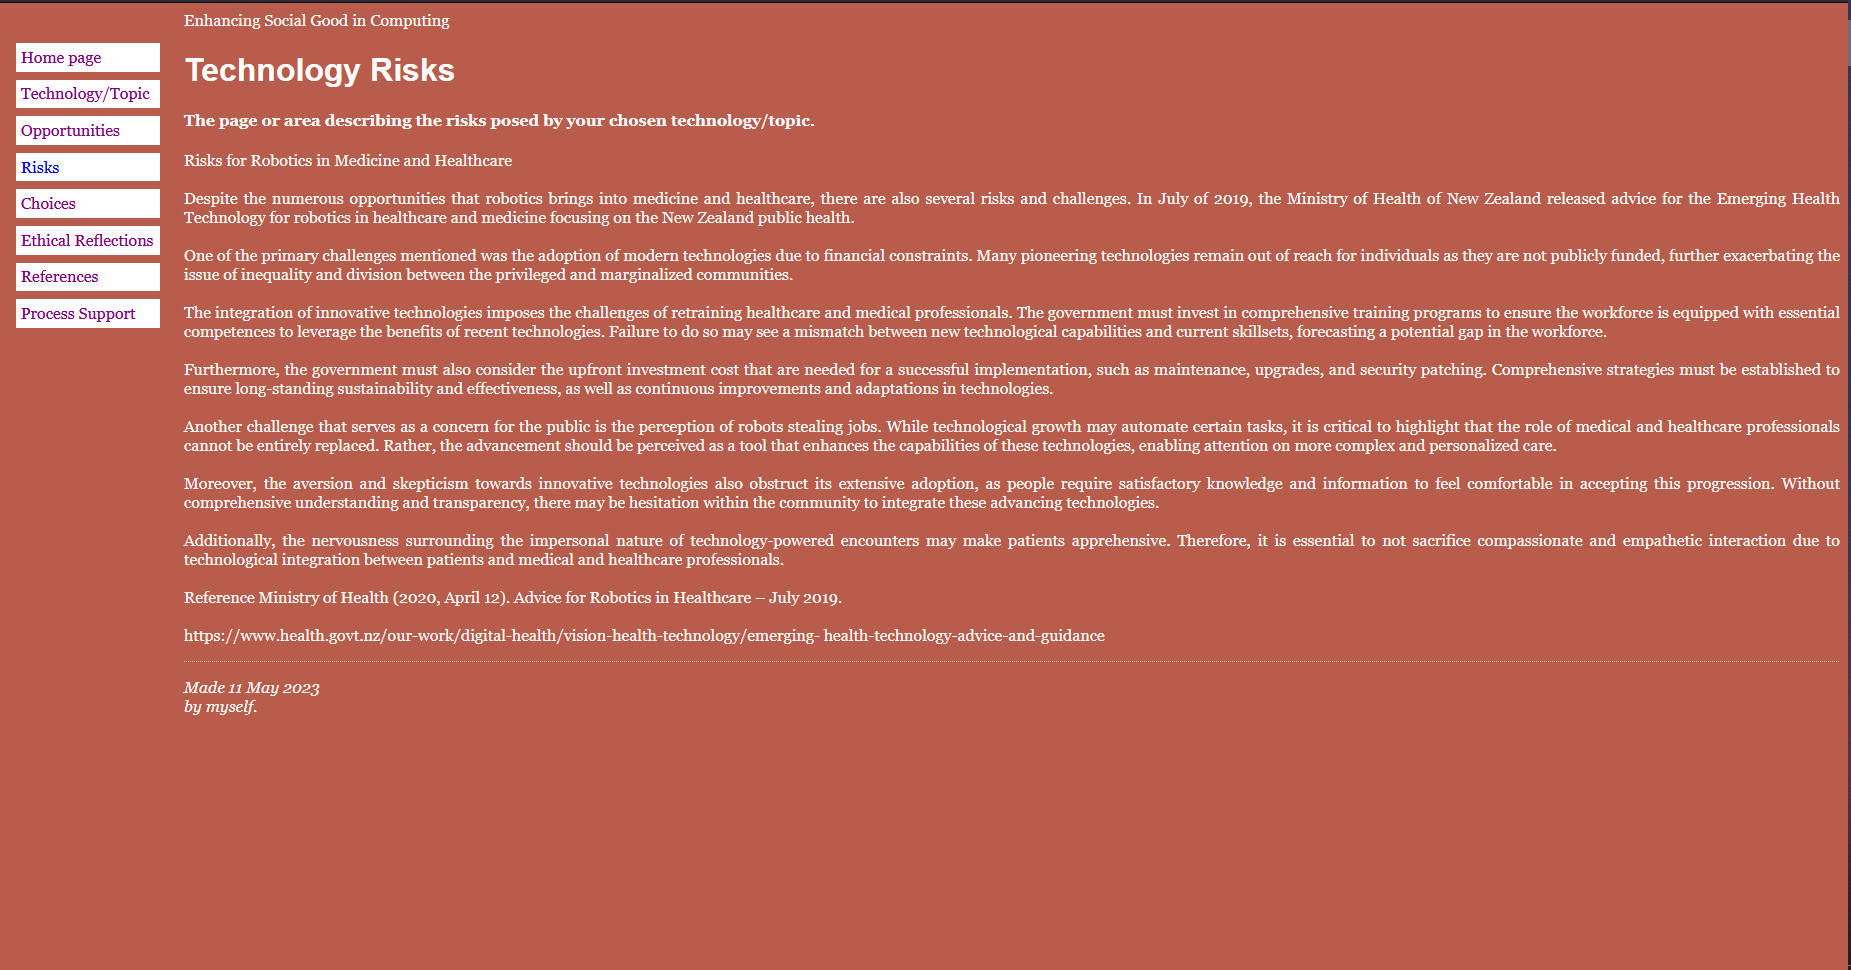 Enhancing Social Good in Computing
Home page
Technology/Topic
Opportunities
Risks
Choices
Ethical Reflections
References
Process Support
Technology Risks
The page or area describing the risks posed by your chosen technology/topic.
Risks for Robotics in Medicine and Healthcare
Despite the numerous opportunities that robotics brings into medicine and healthcare, there are also several risks and challenges. In July of 2019, the Ministry of Health of New Zealand released advice for the Emerging Health
Technology for robotics in healthcare and medicine focusing on the New Zealand public health.
One of the primary challenges mentioned was the adoption of modern technologies due to financial constraints. Many pioneering technologies remain out of reach for individuals as they are not publicly funded, further exacerbating the
issue of inequality and division between the privileged and marginalized communities.
The integration of innovative technologies imposes the challenges of retraining healthcare and medical professionals. The government must invest in comprehensive training programs to ensure the workforce is equipped with essential
competences to leverage the benefits of recent technologies. Failure to do so may see a mismatch between new technological capabilities and current skillsets, forecasting a potential gap in the workforce.
Furthermore, the government must also consider the upfront investment cost that are needed for a successful implementation, such as maintenance, upgrades, and security patching. Comprehensive strategies must be established to
ensure long-standing sustainability and effectiveness, as well as continuous improvements and adaptations in technologies.
Another challenge that serves as a concern for the public is the perception of robots stealing jobs. While technological growth may automate certain tasks, it is critical to highlight that the role of medical and healthcare professionals
cannot be entirely replaced. Rather, the advancement should be perceived as a tool that enhances the capabilities of these technologies, enabling attention on more complex and personalized care.
Moreover, the aversion and skepticism towards innovative technologies also obstruct its extensive adoption, as people require satisfactory knowledge and information to feel comfortable in accepting this progression. Without
comprehensive understanding and transparency, there may be hesitation within the community to integrate these advancing technologies.
Additionally, the nervousness surrounding the impersonal nature of technology-powered encounters may make patients apprehensive. Therefore, it is essential to not sacrifice compassionate and empathetic interaction due to
technological integration between patients and medical and healthcare professionals.
Reference Ministry of Health (2020, April 12). Advice for Robotics in Healthcare – July 2019.
https://www.health.govt.nz/our-work/digital-health/vision-health-technology/emerging- health-technology-advice-and-guidance
Made 11 May 2023
by myself.